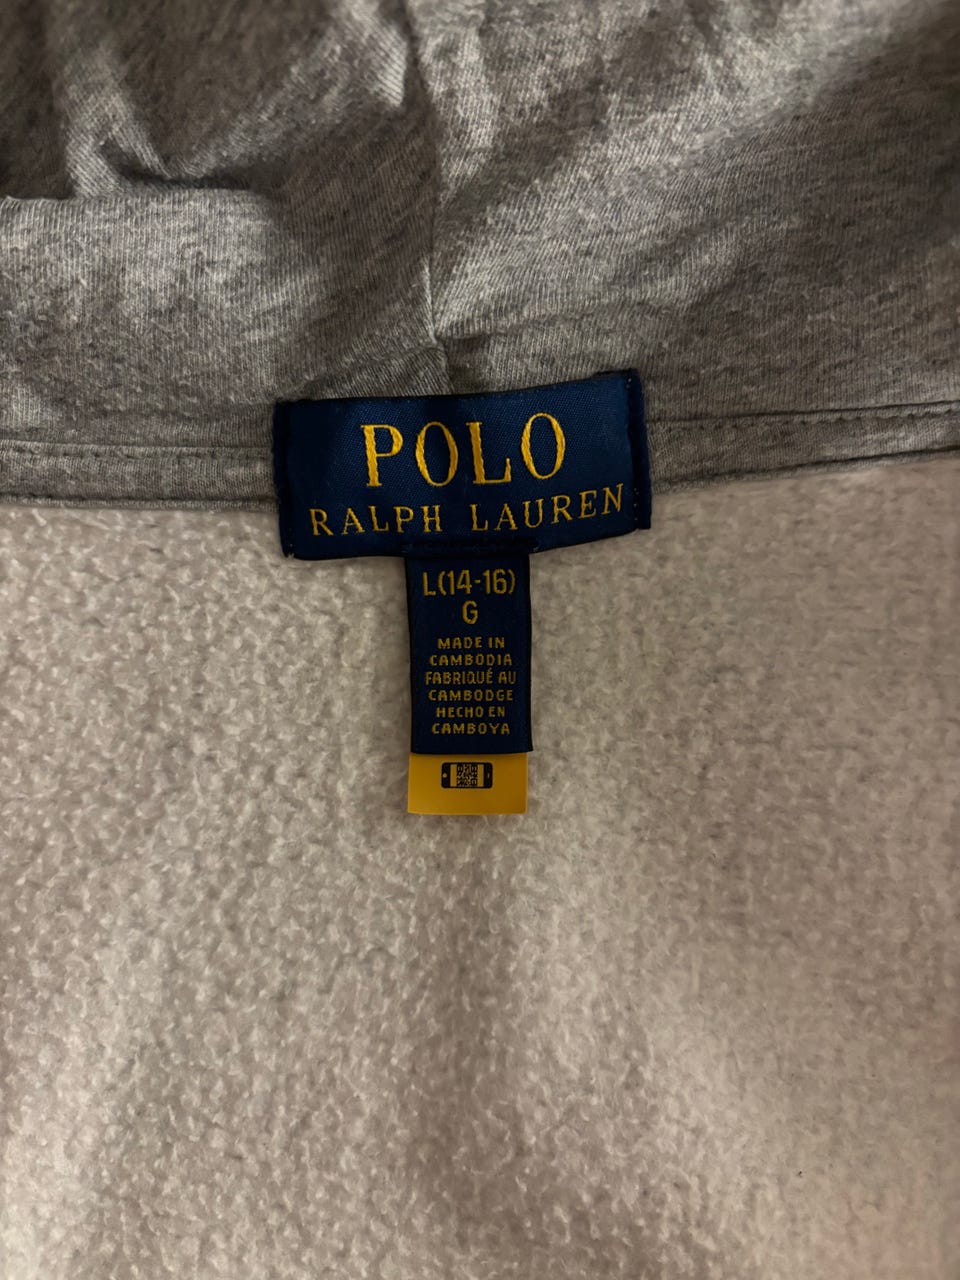 POLO
RALPH LAUREN
L(14-16)
G
MADE IN
CAMBODIA
FABRIQUÉ AU
CAMBODGE
HECHO EN
CAMBOYA